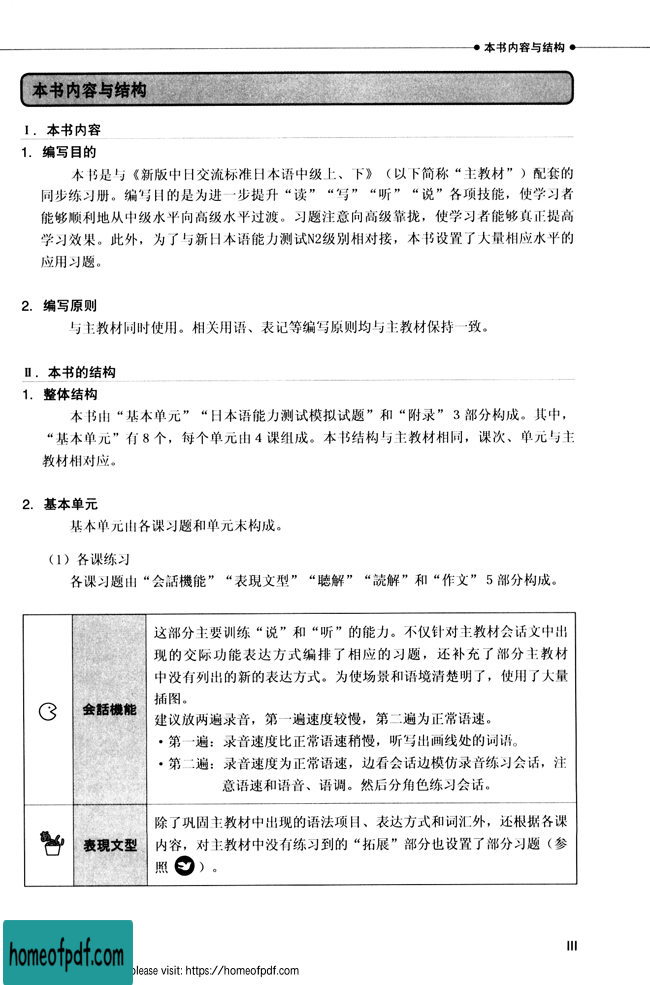 ● 本书内容与结构 ●
本书内容与结构
Ⅰ. 本书内容
1. 编写目的
本书是与《新版中日交流标准日本语中级上、下》（以下简称“主教材”）配套的
同步练习册。编写目的是为进一步提升“读”“写”“听”“说”各项技能，使学习者
能够顺利地从中级水平向高级水平过渡。习题注意向高级靠拢，使学习者能够真正提高
学习效果。此外，为了与新日本语能力测试N2级别相对接，本书设置了大量相应水平的
应用习题。
2. 编写原则
与主教材同时使用。相关用语、表记等编写原则均与主教材保持一致。
Ⅱ. 本书的结构
1. 整体结构
本书由“基本单元”“日本语能力测试模拟试题”和“附录”3 部分构成。其中，
“基本单元”有 8 个，每个单元由 4 课组成。本书结构与主教材相同，课次、单元与主
教材相对应。
2. 基本单元
基本单元由各课习题和单元末构成。
（1）各课练习
各课习题由“会話機能”“表現文型”“聴解”“読解”和“作文”5 部分构成。
会話機能
这部分主要训练“说”和“听”的能力。不仅针对主教材会话文中出
现的交际功能表达方式编排了相应的习题，还补充了部分主教材
中没有列出的新的表达方式。为使场景和语境清楚明了，使用了大量
插图。
建议放两遍录音，第一遍速度较慢，第二遍为正常语速。
・第一遍：录音速度比正常语速稍慢，听写出画线处的词语。
・第二遍：录音速度为正常语速，边看会话边模仿录音练习会话，注
意语速和语音、语调。然后分角色练习会话。
表現文型
除了巩固主教材中出现的语法项目、表达方式和词汇外，还根据各课
内容，对主教材中没有练习到的“拓展”部分也设置了部分习题（参
照 ）。
III
homeofpdf.com
please visit: https://homeofpdf.com